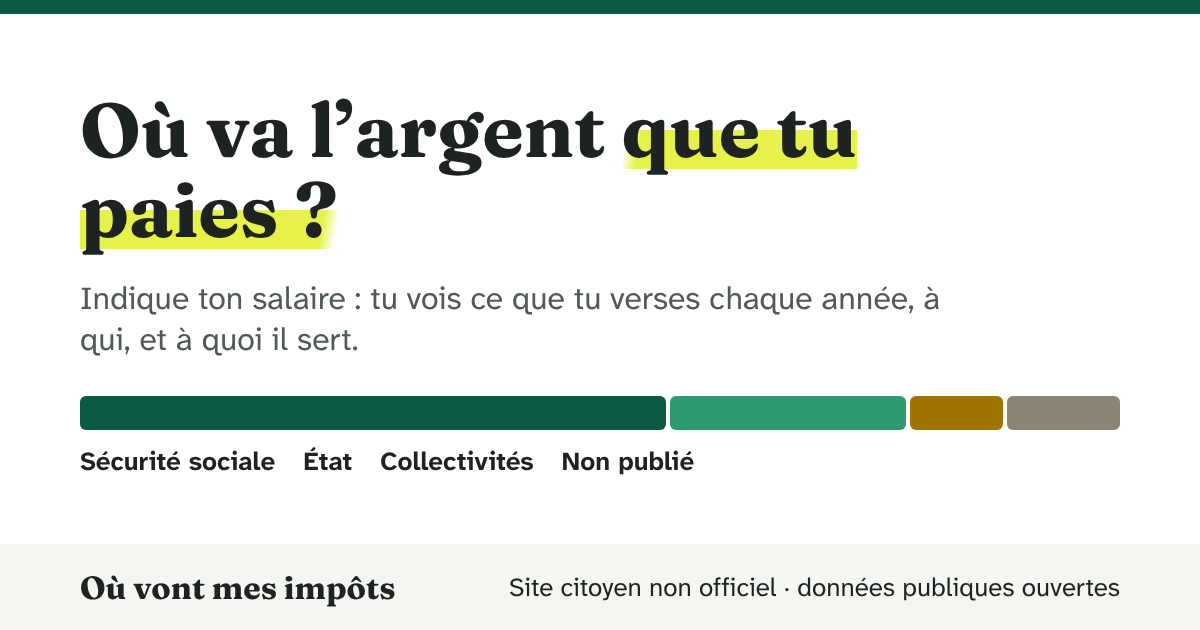 Où va l’argent que tu
paies ?
Indique ton salaire : tu vois ce que tu verses chaque année, à
qui, et à quoi il sert.
Sécurité sociale État Collectivités Non publié
Où vont mes impôts
Site citoyen non officiel · données publiques ouvertes